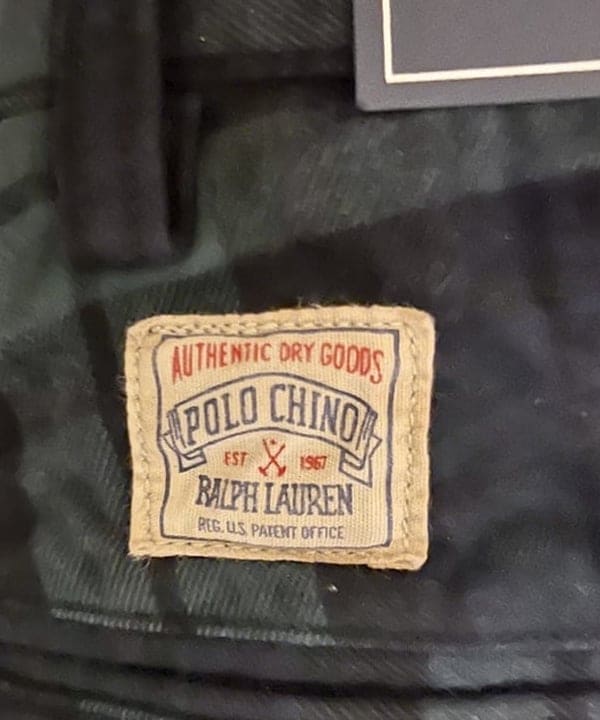 AUTHENTIC DRY GOODS
POLO CHINO
EST 1967
RALPH LAUREN
REG. U.S. PATENT OFFICE